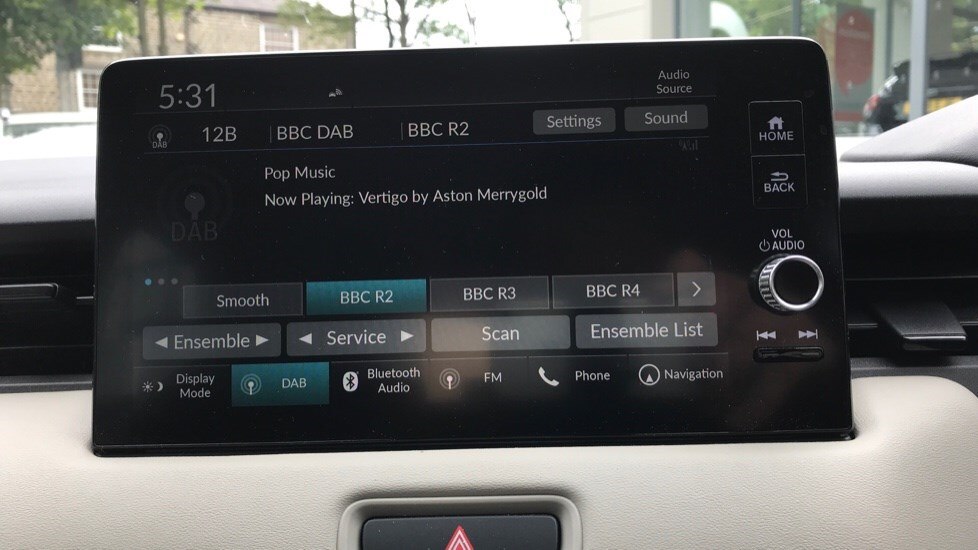 5:31
Audio
Source
DAB
12B
BBC DAB
BBC R2
Settings
Sound
HOME
BACK
Pop Music
Now Playing: Vertigo by Aston Merrygold
DAB
VOL
AUDIO
Smooth
BBC R2
BBC R3
BBC R4
Ensemble
Service
Scan
Ensemble List
Display
Mode
DAB
Bluetooth
Audio
FM
Phone
Navigation